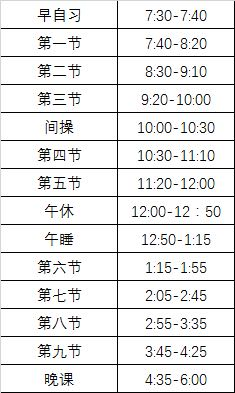 早自习 7:30-7:40
第一节 7:40-8:20
第二节 8:30-9:10
第三节 9:20-10:00
间操 10:00-10:30
第四节 10:30-11:10
第五节 11:20-12:00
午休 12:00-12：50
午睡 12:50-1:15
第六节 1:15-1:55
第七节 2:05-2:45
第八节 2:55-3:35
第九节 3:45-4:25
晚课 4:35-6:00